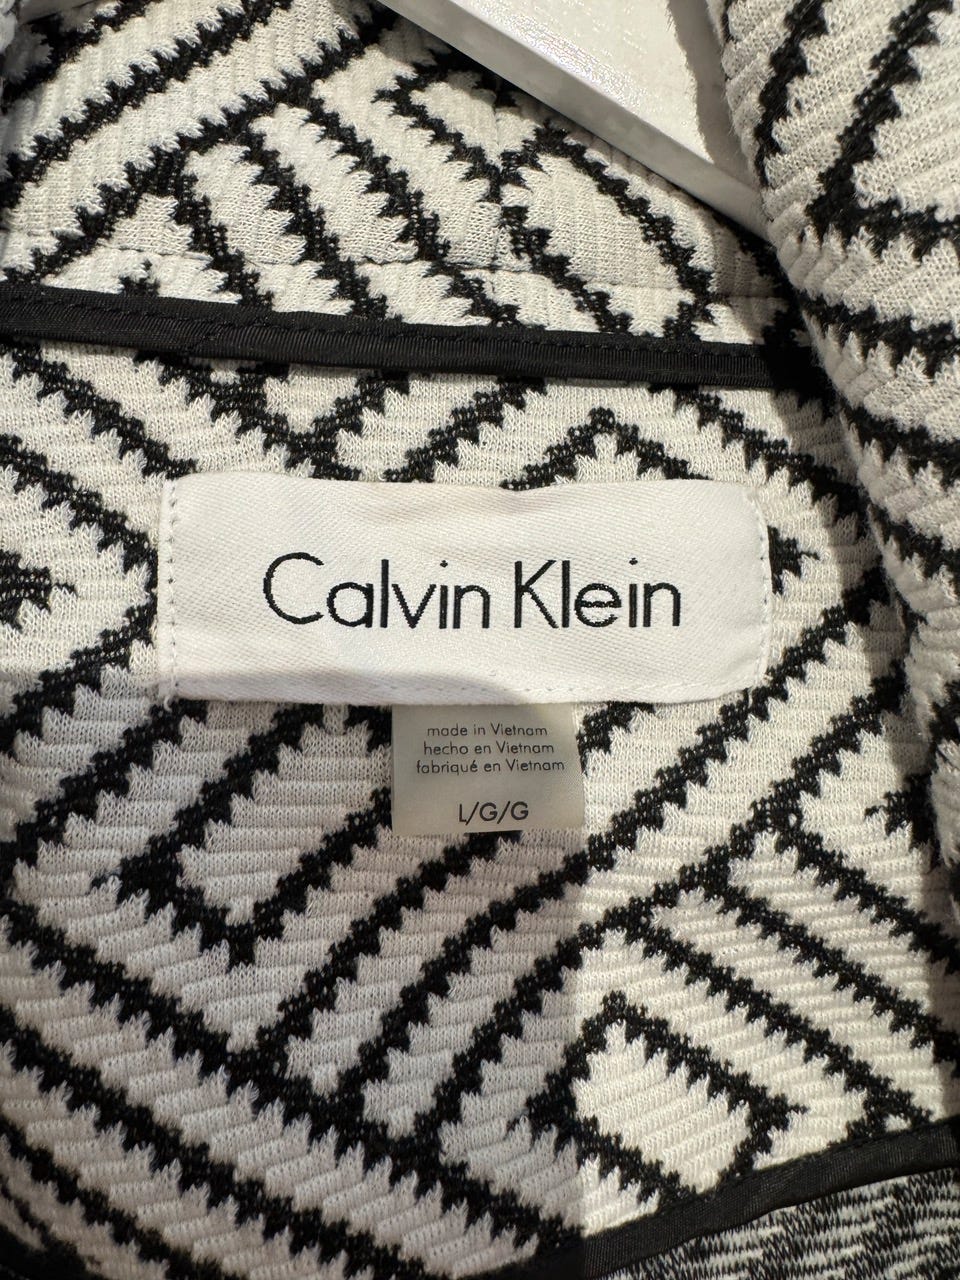 Calvin Klein
made in Vietnam
hecho en Vietnam
fabriqué en Vietnam
L/G/G